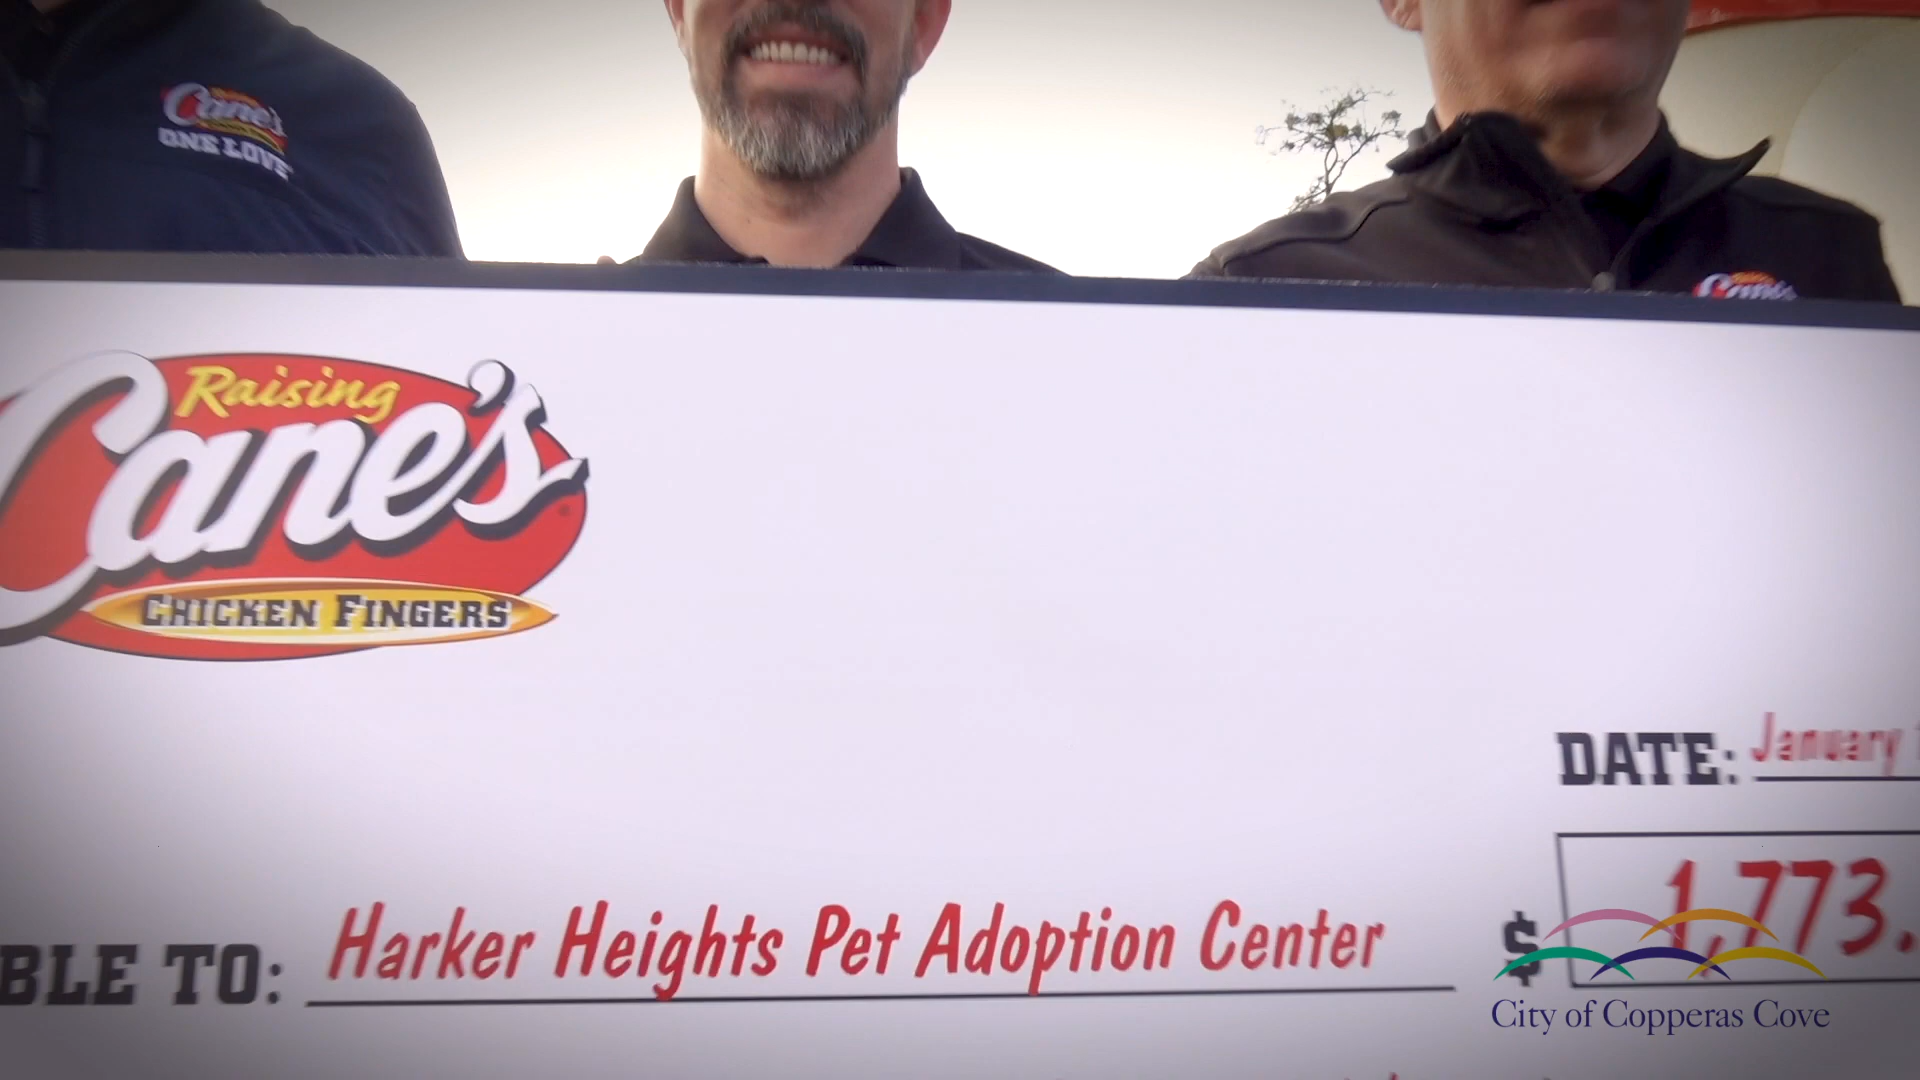 Raising
Cane's
ONE LOVE
Cane's
Raising
Cane's
CHICKEN FINGERS
DATE: January
BLE TO: Harker Heights Pet Adoption Center $ 1,773.
City of Copperas Cove